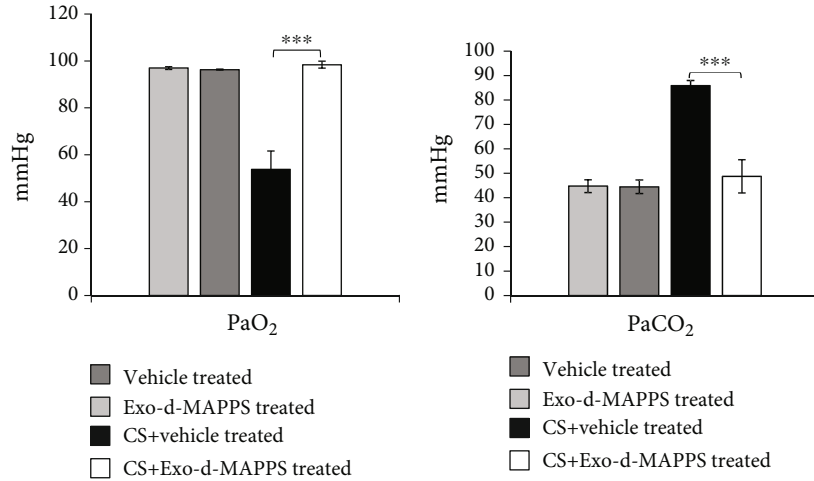 120
100
80
60
40
20
0
mmHg
***
PaO2
Vehicle treated
Exo-d-MAPPS treated
CS+vehicle treated
CS+Exo-d-MAPPS treated
100
90
80
70
60
50
40
30
20
10
0
mmHg
***
PaCO2
Vehicle treated
Exo-d-MAPPS treated
CS+vehicle treated
CS+Exo-d-MAPPS treated